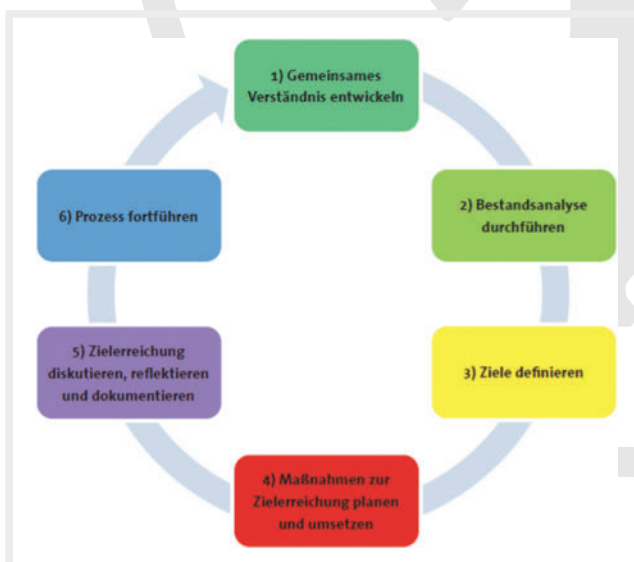 1) Gemeinsames
Verständnis entwickeln
2) Bestandsanalyse
durchführen
3) Ziele definieren
4) Maßnahmen zur
Zielerreichung planen
und umsetzen
5) Zielerreichung
diskutieren, reflektieren
und dokumentieren
6) Prozess fortführen